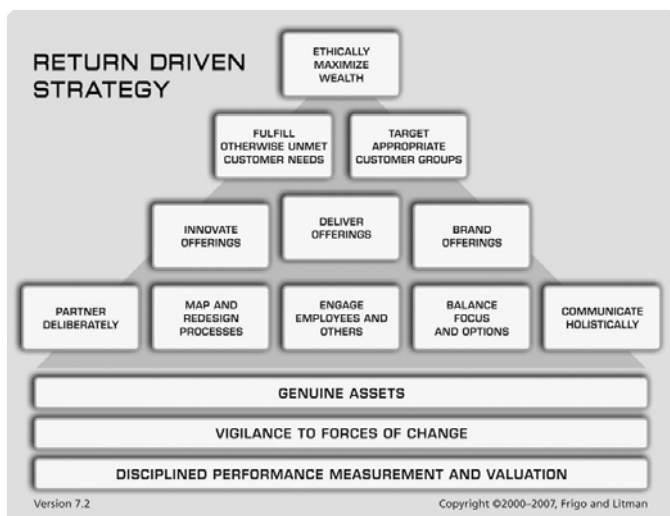 RETURN DRIVEN
STRATEGY
ETHICALLY
MAXIMIZE
WEALTH
FULFILL
OTHERWISE UNMET
CUSTOMER NEEDS
TARGET
APPROPRIATE
CUSTOMER GROUPS
INNOVATE
OFFERINGS
DELIVER
OFFERINGS
BRAND
OFFERINGS
PARTNER
DELIBERATELY
MAP AND
REDESIGN
PROCESSES
ENGAGE
EMPLOYEES AND
OTHERS
BALANCE
FOCUS
AND OPTIONS
COMMUNICATE
HOLISTICALLY
GENUINE ASSETS
VIGILANCE TO FORCES OF CHANGE
DISCIPLINED PERFORMANCE MEASUREMENT AND VALUATION
Version 7.2
Copyright ©2000–2007, Frigo and Litman